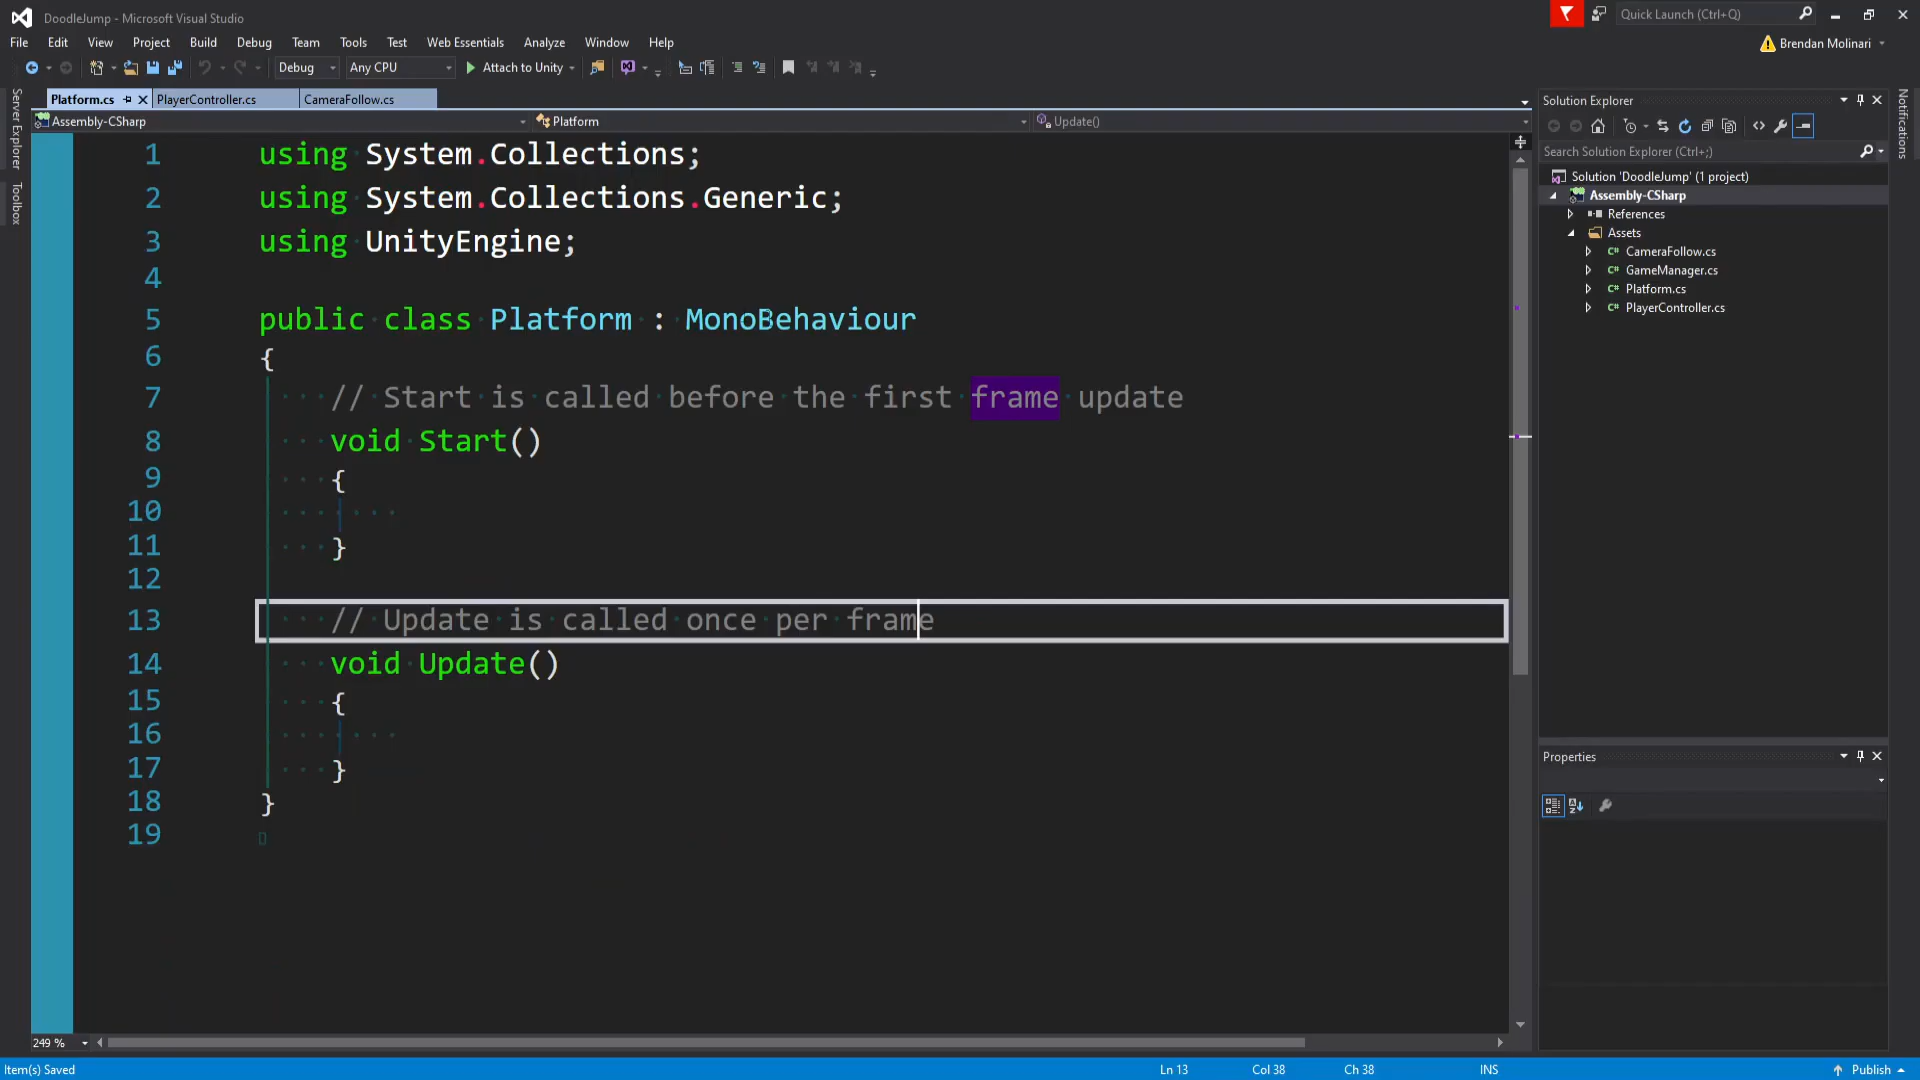 DoodleJump - Microsoft Visual Studio
Quick Launch (Ctrl+Q)
File Edit View Project Build Debug Team Tools Test Web Essentials Analyze Window Help
Brendan Molinari
Debug Any CPU Attach to Unity
Server Explorer
Toolbox
Platform.cs PlayerController.cs CameraFollow.cs
Assembly-CSharp Platform Update()
1 using System.Collections;
2 using System.Collections.Generic;
3 using UnityEngine;
4
5 public class Platform : MonoBehaviour
6 {
7 // Start is called before the first frame update
8 void Start()
9 {
10
11 }
12
13 // Update is called once per frame
14 void Update()
15 {
16
17 }
18 }
19
249 %
Solution Explorer
Search Solution Explorer (Ctrl+;)
Solution 'DoodleJump' (1 project)
Assembly-CSharp
References
Assets
C# CameraFollow.cs
C# GameManager.cs
C# Platform.cs
C# PlayerController.cs
Properties
Notifications
Item(s) Saved Ln 13 Col 38 Ch 38 INS Publish